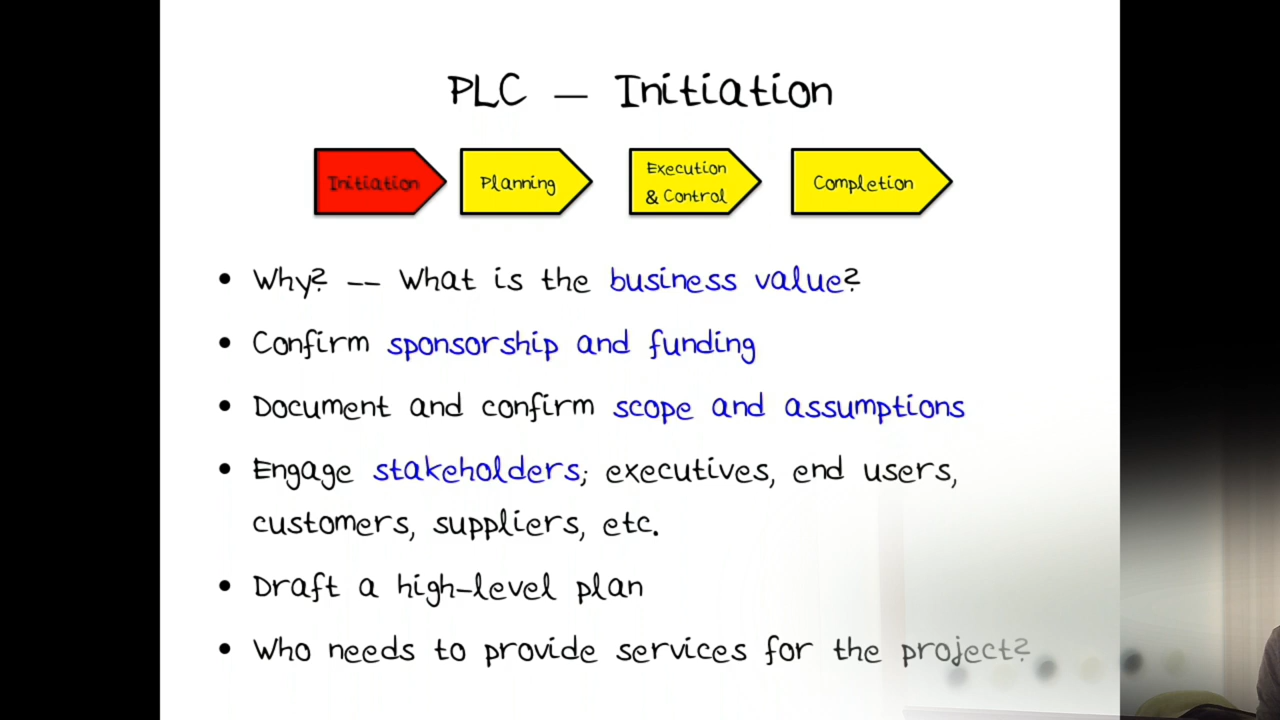 PLC — Initiation
Initiation
Planning
Execution
& Control
Completion
• Why? -- What is the business value?
• Confirm sponsorship and funding
• Document and confirm scope and assumptions
• Engage stakeholders; executives, end users,
customers, suppliers, etc.
• Draft a high-level plan
• Who needs to provide services for the project?